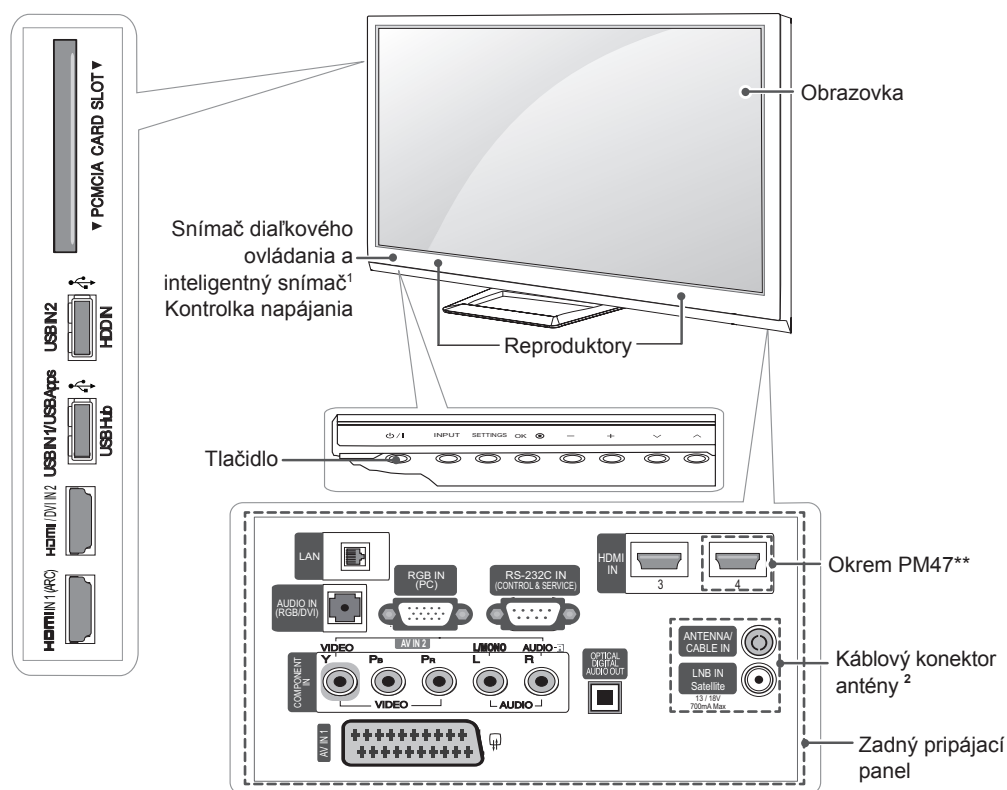 ▼ PCMCIA CARD SLOT ▼
USB IN 2
HDD IN
USB IN 1/USB Apps
USB Hub
HDMI / DVI IN 2
HDMI IN 1 (ARC)
Obrazovka
Snímač diaľkového
ovládania a
inteligentný snímač¹
Kontrolka napájania
Reproduktory
Tlačidlo
⏻ / I INPUT SETTINGS OK ⦿ − + ﹀ ︿
LAN
HDMI
IN
3
4
Okrem PM47**
RGB IN
(PC)
RS-232C IN
(CONTROL & SERVICE)
AUDIO IN
(RGB/DVI)
AV IN 2
VIDEO
L/MONO
AUDIO
Y
PB
PR
L
R
COMPONENT
IN
VIDEO
AUDIO
OPTICAL
DIGITAL
AUDIO OUT
ANTENNA/
CABLE IN
LNB IN
Satellite
13 / 18V
700mA Max
Káblový konektor
antény ²
AV IN 1
Zadný pripájací
panel